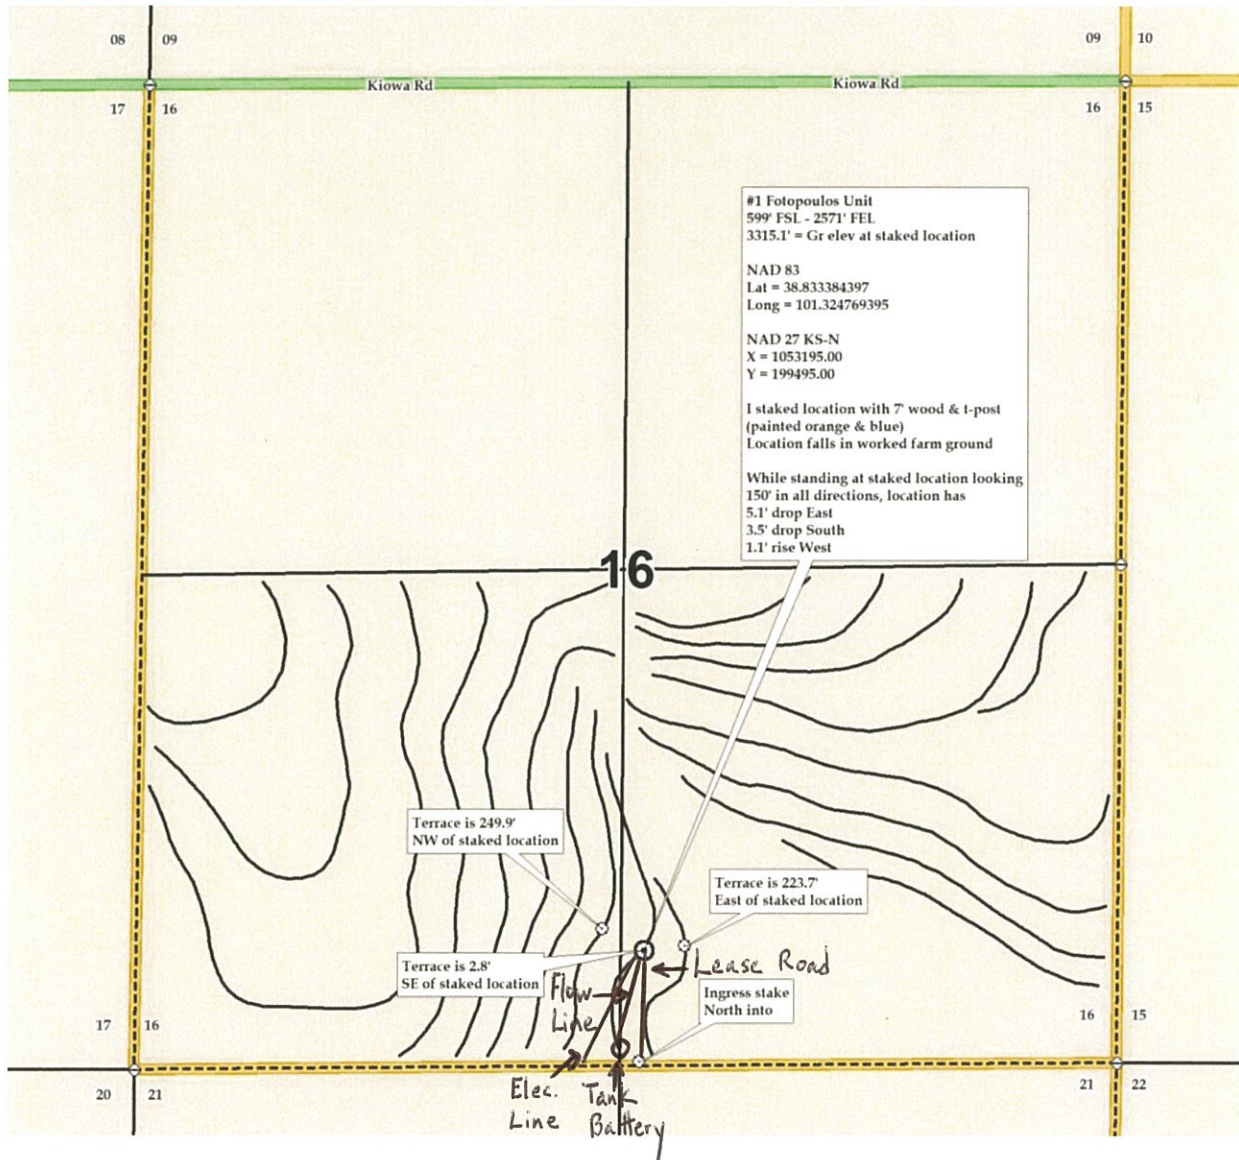 08 09
09 10
Kiowa Rd
Kiowa Rd
17 16
16 15
#1 Fotopoulos Unit
599' FSL - 2571' FEL
3315.1' = Gr elev at staked location
NAD 83
Lat = 38.833384397
Long = 101.324769395
NAD 27 KS-N
X = 1053195.00
Y = 199495.00
I staked location with 7' wood & t-post
(painted orange & blue)
Location falls in worked farm ground
While standing at staked location looking
150' in all directions, location has
5.1' drop East
3.5' drop South
1.1' rise West
16
Terrace is 249.9'
NW of staked location
Terrace is 223.7'
East of staked location
Terrace is 2.8'
SE of staked location
Lease Road
Flow
Line
Ingress stake
North into
17 16
16 15
20 21
21 22
Elec.
Line
Tank
Battery